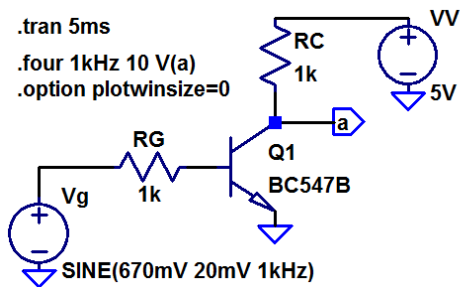 .tran 5ms
.four 1kHz 10 V(a)
.option plotwinsize=0
RC
1k
VV
5V
a
RG
1k
Q1
BC547B
Vg
SINE(670mV 20mV 1kHz)